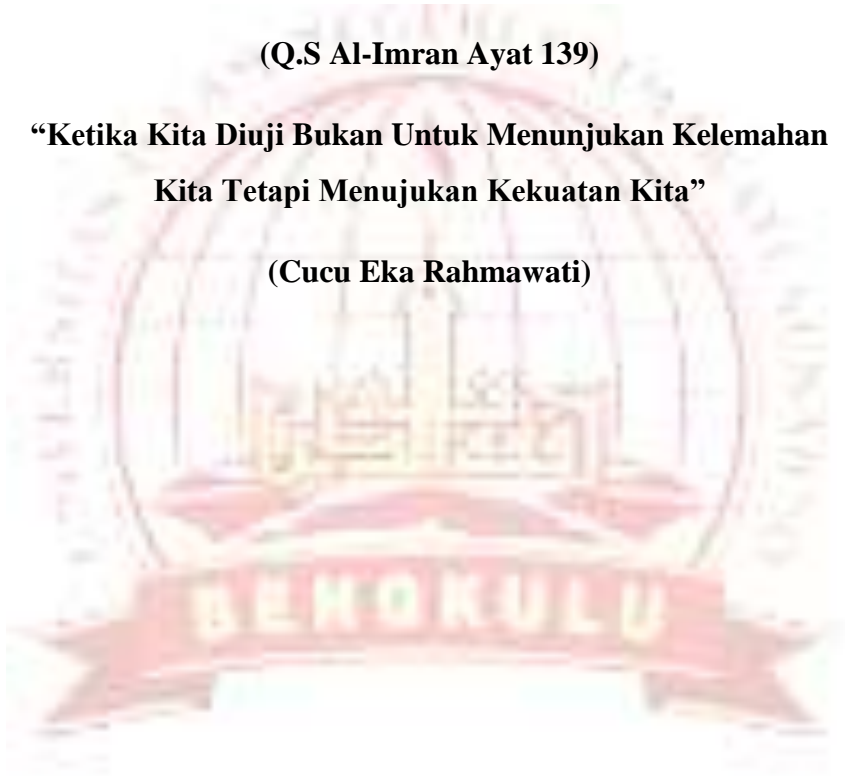 (Q.S Al-Imran Ayat 139)
“Ketika Kita Diuji Bukan Untuk Menunjukan Kelemahan
Kita Tetapi Menujukan Kekuatan Kita”
(Cucu Eka Rahmawati)
BENGKULU